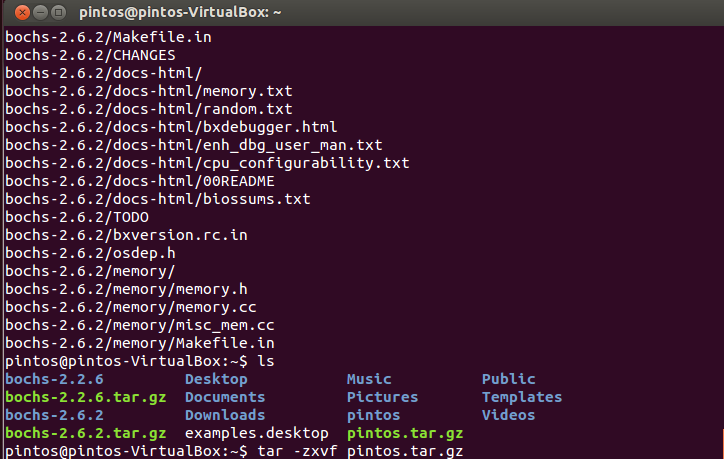 pintos@pintos-VirtualBox: ~
bochs-2.6.2/Makefile.in
bochs-2.6.2/CHANGES
bochs-2.6.2/docs-html/
bochs-2.6.2/docs-html/memory.txt
bochs-2.6.2/docs-html/random.txt
bochs-2.6.2/docs-html/bxdebugger.html
bochs-2.6.2/docs-html/enh_dbg_user_man.txt
bochs-2.6.2/docs-html/cpu_configurability.txt
bochs-2.6.2/docs-html/00README
bochs-2.6.2/docs-html/biossums.txt
bochs-2.6.2/TODO
bochs-2.6.2/bxversion.rc.in
bochs-2.6.2/osdep.h
bochs-2.6.2/memory/
bochs-2.6.2/memory/memory.h
bochs-2.6.2/memory/memory.cc
bochs-2.6.2/memory/misc_mem.cc
bochs-2.6.2/memory/Makefile.in
pintos@pintos-VirtualBox:~$ ls
bochs-2.2.6         Desktop           Music          Public
bochs-2.2.6.tar.gz  Documents         Pictures       Templates
bochs-2.6.2         Downloads         pintos         Videos
bochs-2.6.2.tar.gz  examples.desktop  pintos.tar.gz
pintos@pintos-VirtualBox:~$ tar -zxvf pintos.tar.gz